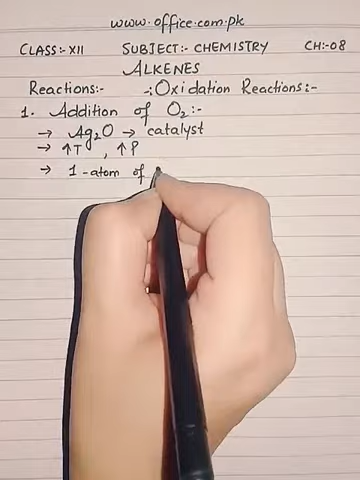 www.office.com.pk
CLASS:- XII SUBJECT:- CHEMISTRY CH:-08
ALKENES
Reactions:- -:Oxidation Reactions:-
1. Addition of O₂:-
→ Ag₂O → catalyst
→ ↑T , ↑P
→ 1-atom of